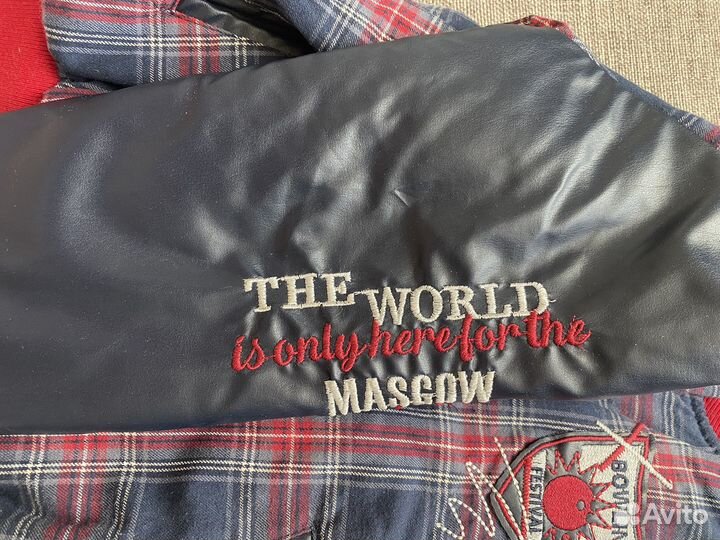 THE WORLD
is only here for the
MASGOW
FESTIVAL
Avito